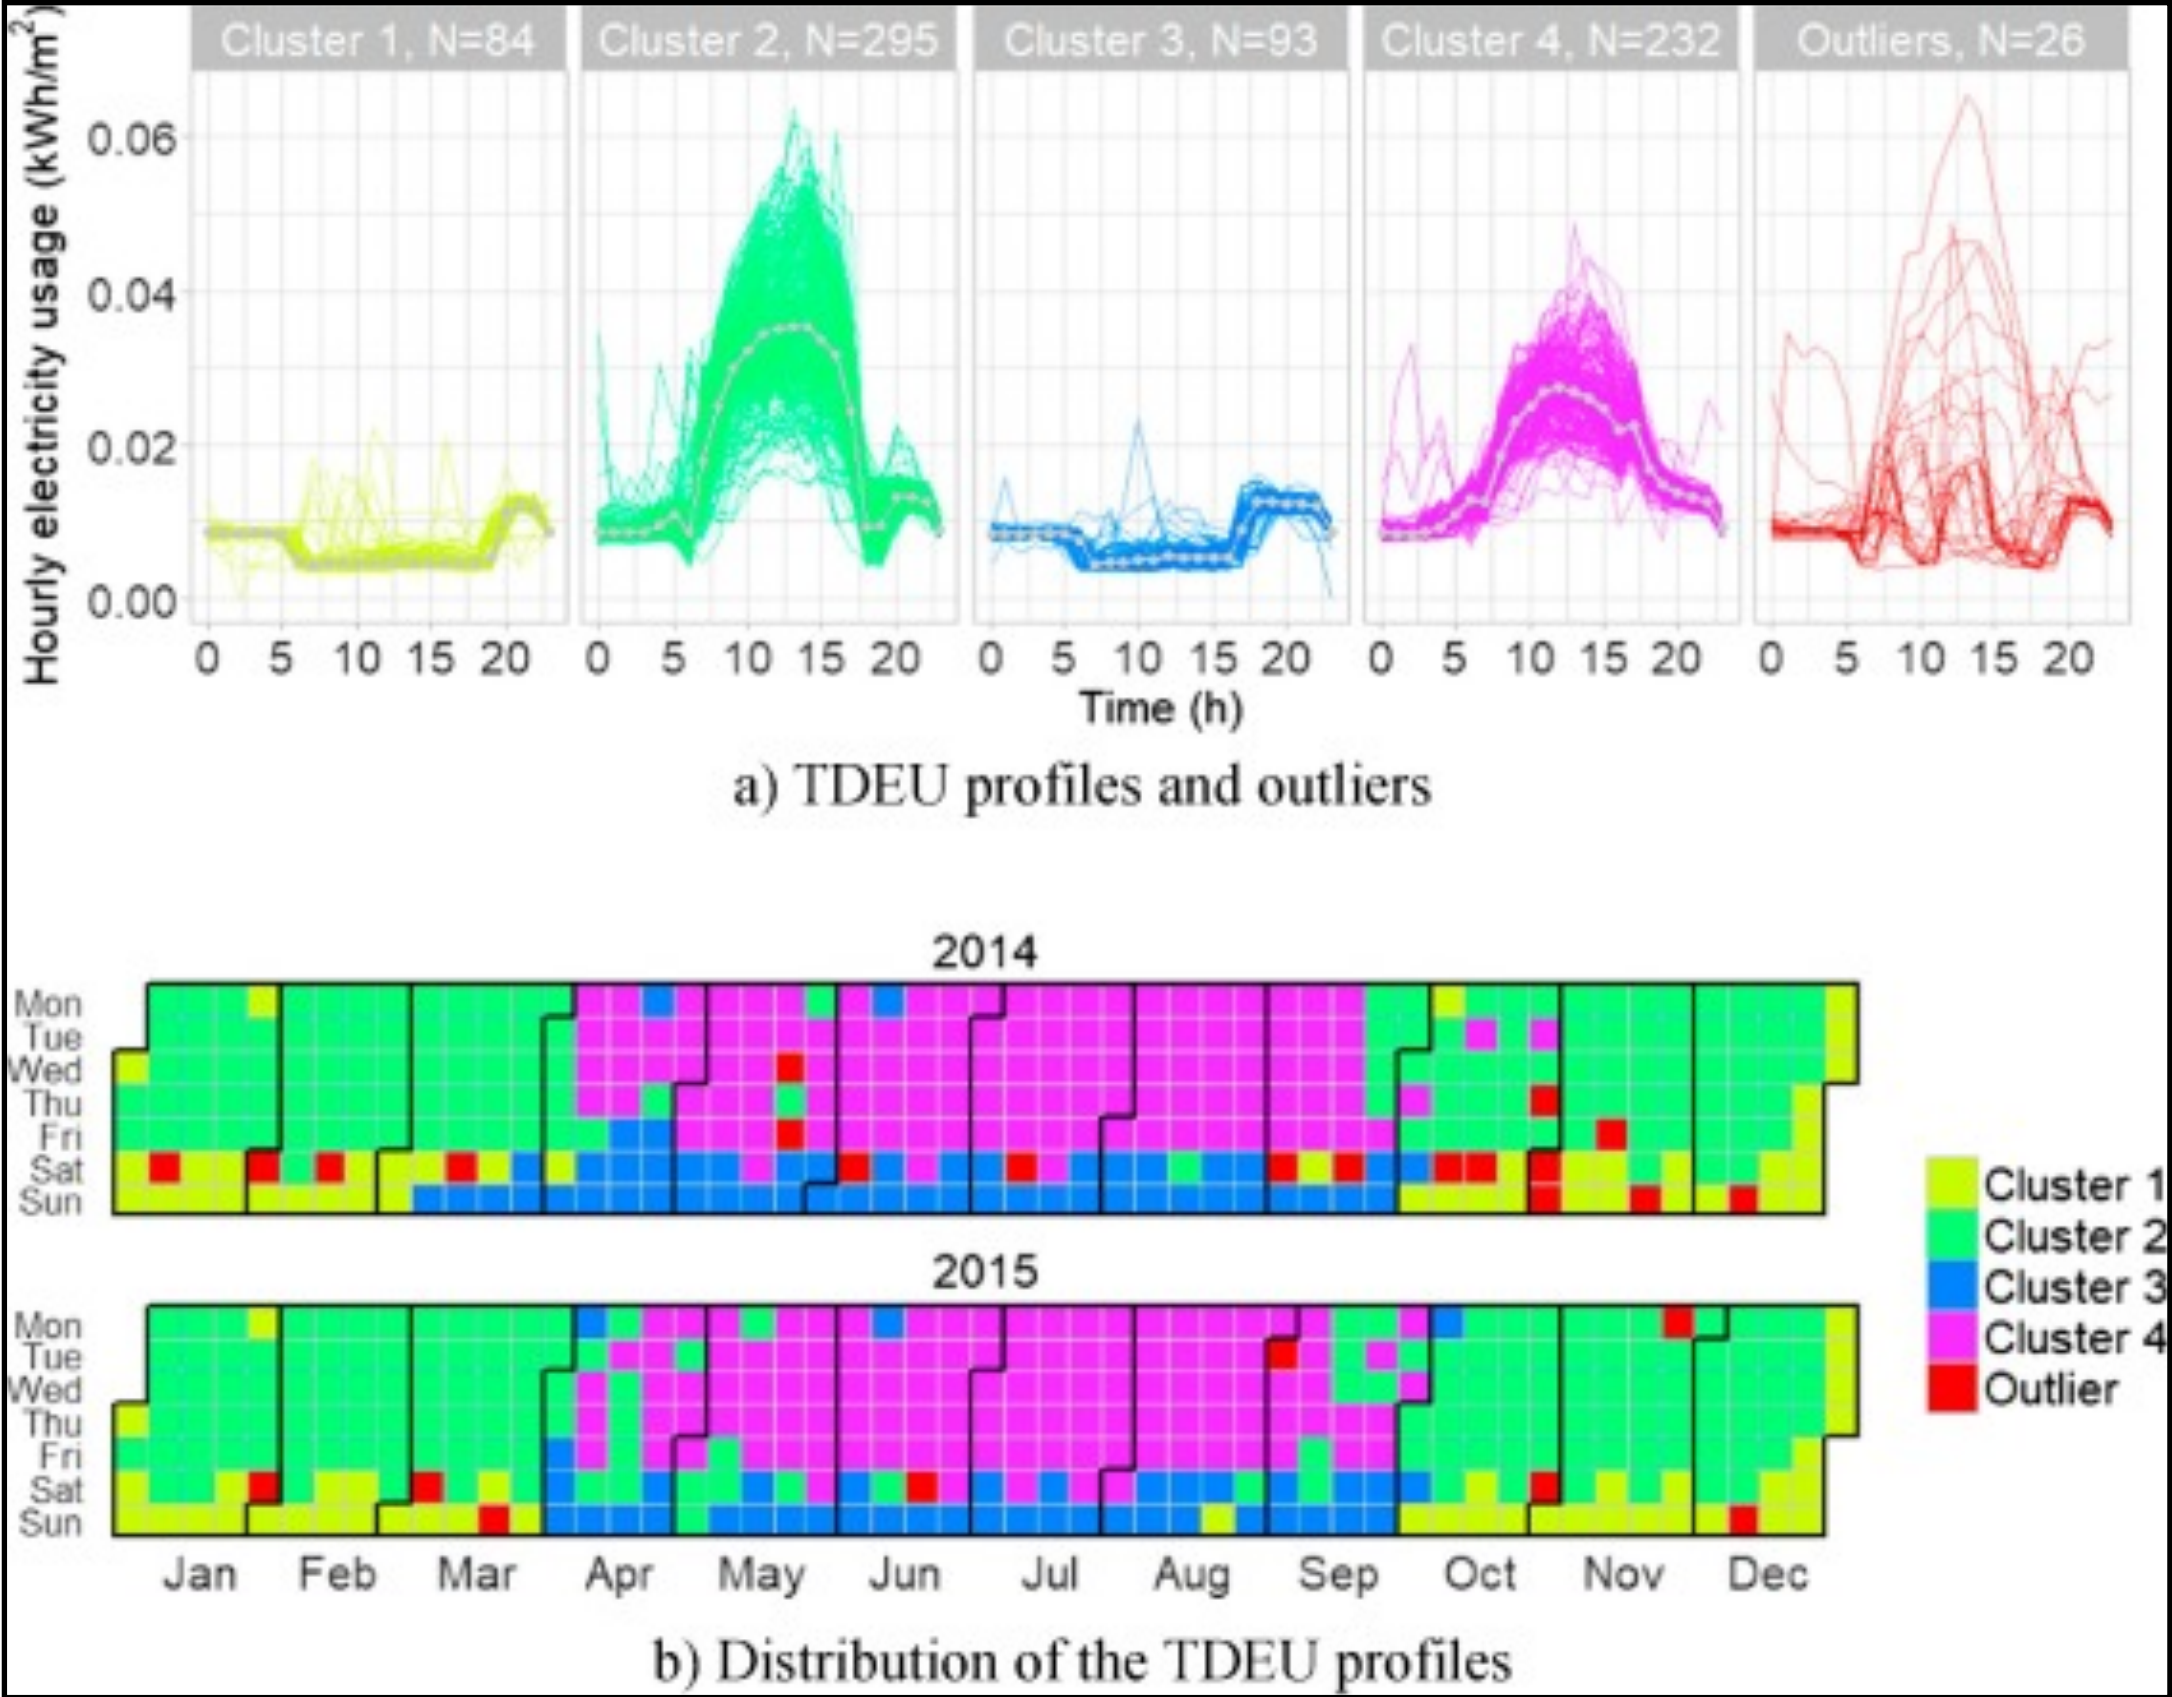 Cluster 1, N=84 Cluster 2, N=295 Cluster 3, N=93 Cluster 4, N=232 Outliers, N=26
Hourly electricity usage (kWh/m²)
0.06
0.04
0.02
0.00
0 5 10 15 20 0 5 10 15 20 0 5 10 15 20 0 5 10 15 20 0 5 10 15 20
Time (h)
a) TDEU profiles and outliers
2014
Mon
Tue
Wed
Thu
Fri
Sat
Sun
2015
Mon
Tue
Wed
Thu
Fri
Sat
Sun
Jan Feb Mar Apr May Jun Jul Aug Sep Oct Nov Dec
Cluster 1
Cluster 2
Cluster 3
Cluster 4
Outlier
b) Distribution of the TDEU profiles